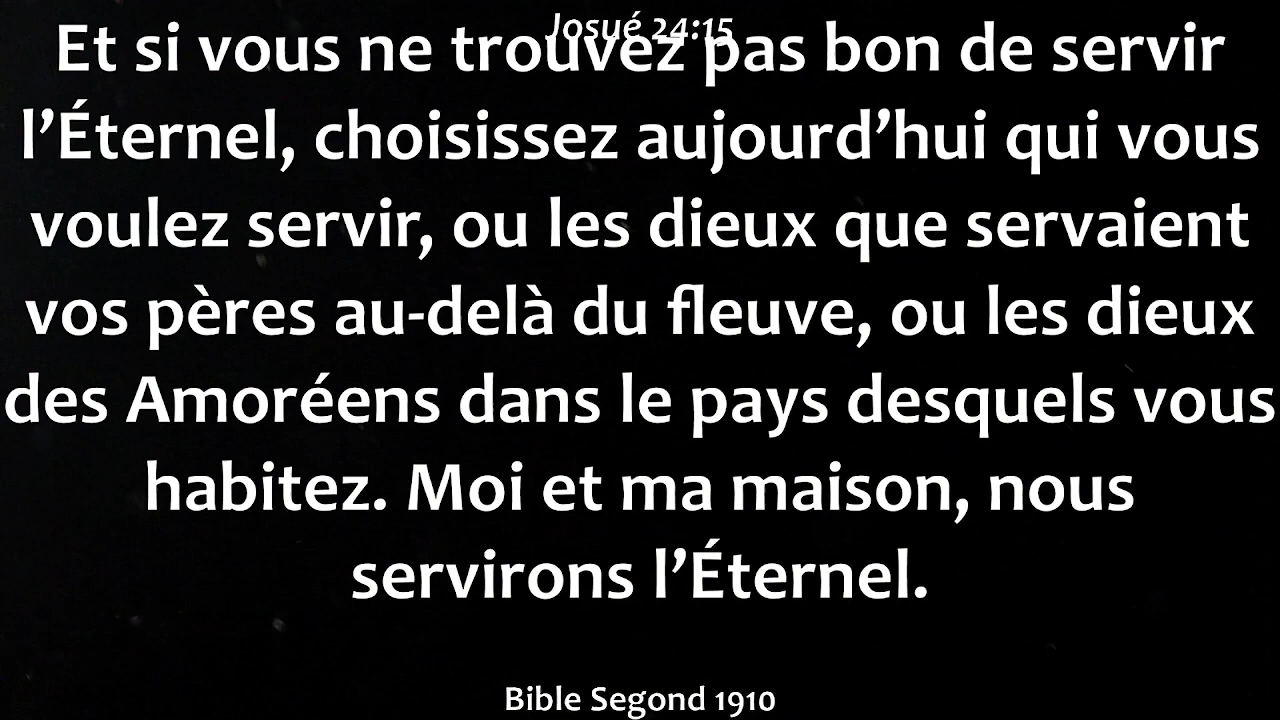 Josué 24:15
Et si vous ne trouvez pas bon de servir
l’Éternel, choisissez aujourd’hui qui vous
voulez servir, ou les dieux que servaient
vos pères au-delà du fleuve, ou les dieux
des Amoréens dans le pays desquels vous
habitez. Moi et ma maison, nous
servirons l’Éternel.
Bible Segond 1910